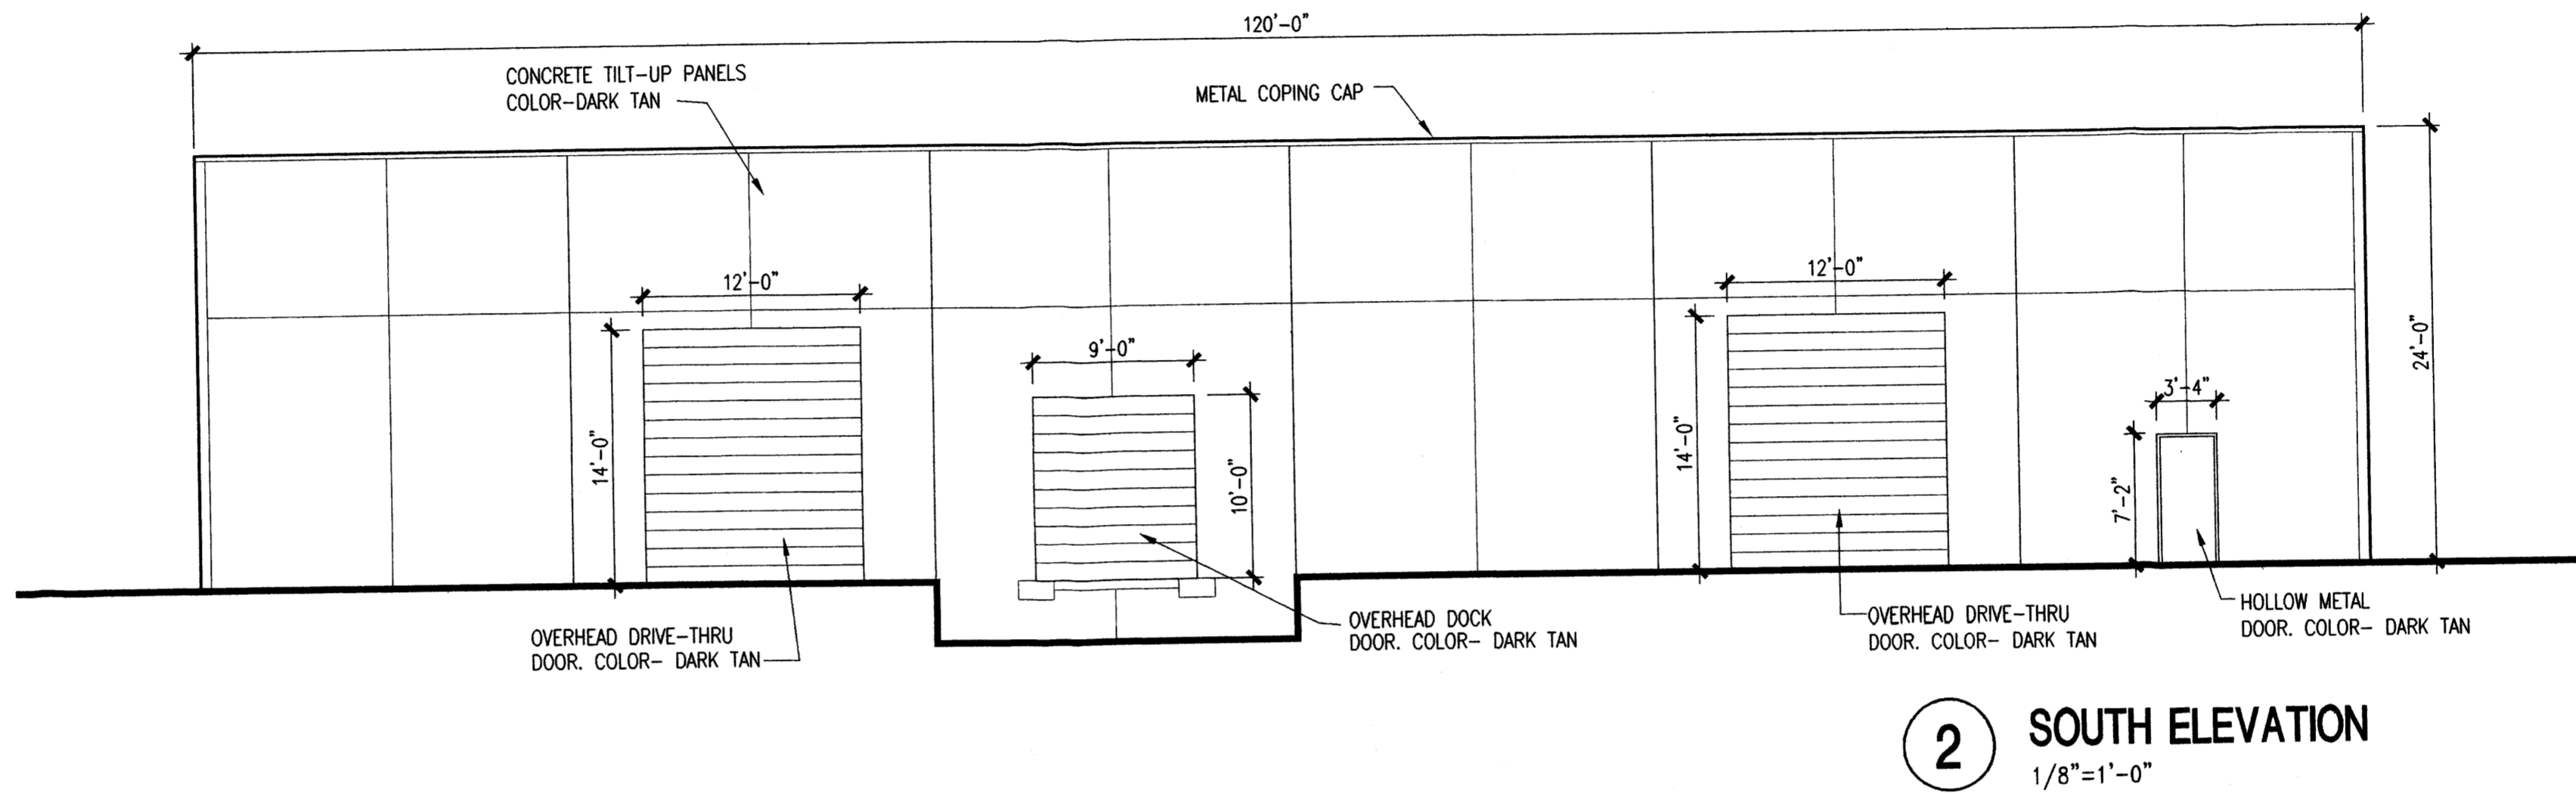 120'-0"
CONCRETE TILT-UP PANELS
COLOR-DARK TAN
METAL COPING CAP
12'-0"
12'-0"
9'-0"
24'-0"
3'-4"
14'-0"
14'-0"
10'-0"
7'-2"
OVERHEAD DRIVE-THRU
DOOR. COLOR- DARK TAN
OVERHEAD DOCK
DOOR. COLOR- DARK TAN
OVERHEAD DRIVE-THRU
DOOR. COLOR- DARK TAN
HOLLOW METAL
DOOR. COLOR- DARK TAN
2 SOUTH ELEVATION
1/8"=1'-0"